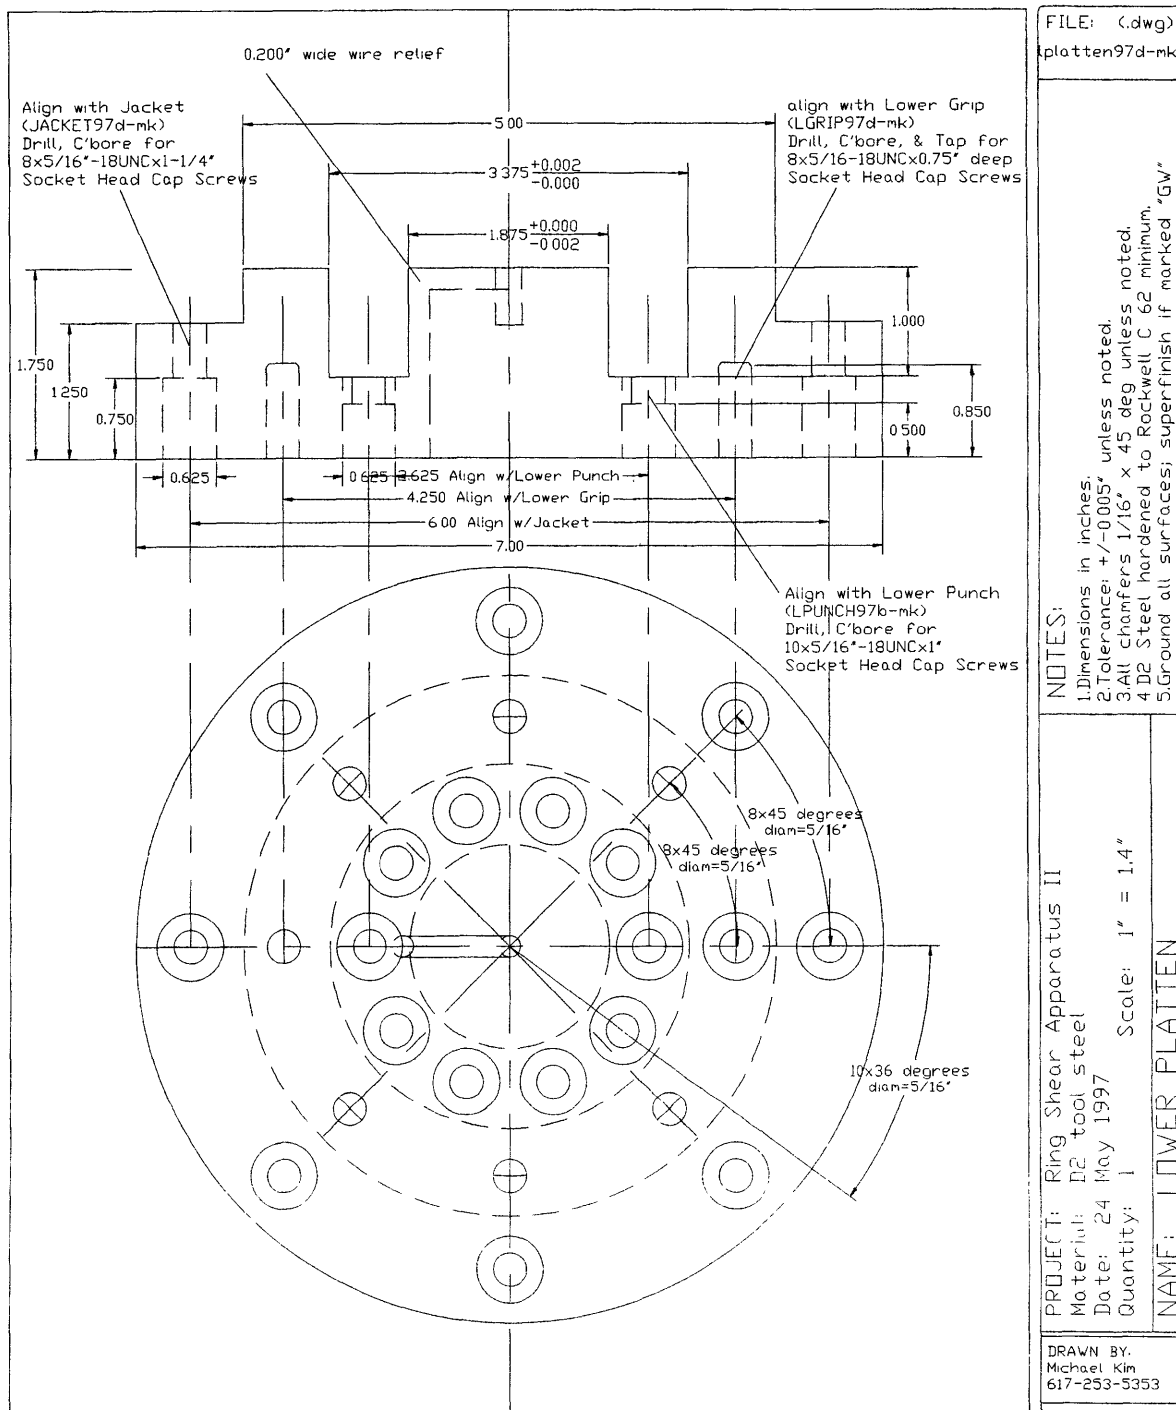 FILE: (.dwg)
lplatten97d-mk
0.200" wide wire relief
Align with Jacket
(JACKET97d-mk)
Drill, C'bore for
8x5/16"-18UNCx1-1/4"
Socket Head Cap Screws
align with Lower Grip
(LGRIP97d-mk)
Drill, C'bore, & Tap for
8x5/16-18UNCx0.75" deep
Socket Head Cap Screws
5.00
3.375 +0.002
-0.000
1.875 +0.000
-0.002
1.750
1.250
0.750
1.000
0.850
0.500
0.625
0.625
2.625 Align w/Lower Punch
4.250 Align w/Lower Grip
6.00 Align w/Jacket
7.00
Align with Lower Punch
(LPUNCH97b-mk)
Drill, C'bore for
10x5/16"-18UNCx1"
Socket Head Cap Screws
8x45 degrees
diam=5/16"
8x45 degrees
diam=5/16"
10x36 degrees
diam=5/16"
NOTES:
1.Dimensions in inches.
2.Tolerance: +/-0.005" unless noted.
3.All chamfers 1/16" x 45 deg unless noted.
4 D2 Steel hardened to Rockwell C 62 minimum.
5.Ground all surfaces; superfinish if marked "GW"
PROJECT: Ring Shear Apparatus II
Material: D2 tool steel
Date: 24 May 1997
Quantity: 1 Scale: 1" = 1.4"
NAME: LOWER PLATTEN
DRAWN BY.
Michael Kim
617-253-5353